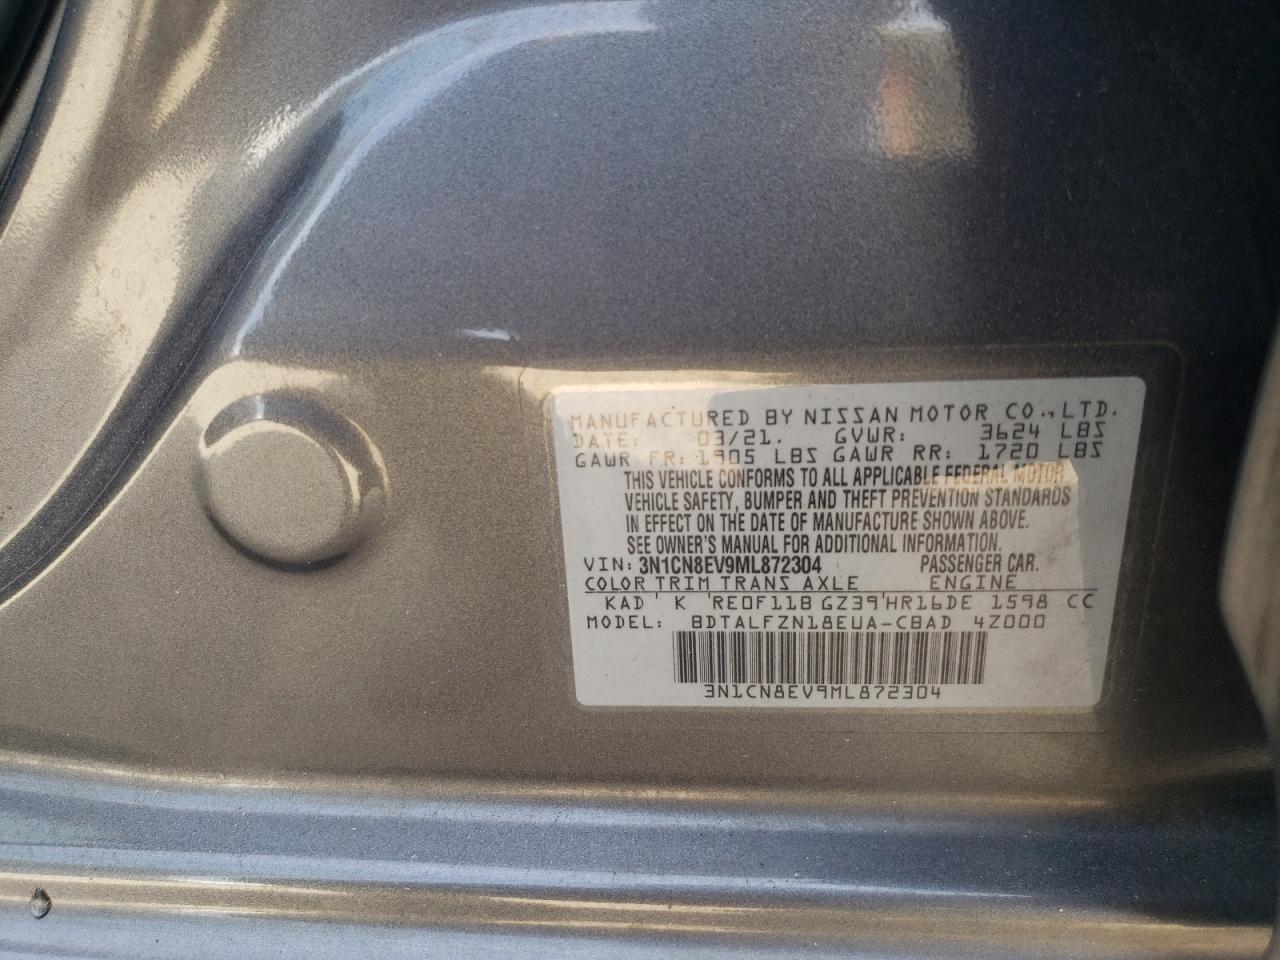 MANUFACTURED BY NISSAN MOTOR CO.,LTD.
DATE: 03/21. GVWR: 3624 LBS
GAWR FR: 1905 LBS GAWR RR: 1720 LBS
THIS VEHICLE CONFORMS TO ALL APPLICABLE FEDERAL MOTOR
VEHICLE SAFETY, BUMPER AND THEFT PREVENTION STANDARDS
IN EFFECT ON THE DATE OF MANUFACTURE SHOWN ABOVE.
SEE OWNER'S MANUAL FOR ADDITIONAL INFORMATION.
VIN: 3N1CN8EV9ML872304 PASSENGER CAR.
COLOR TRIM TRANS AXLE ENGINE
KAD K RE0F11B GZ39 HR16DE 1598 CC
MODEL: BDTALFZN18EUA-CBAD 4Z000
3N1CN8EV9ML872304